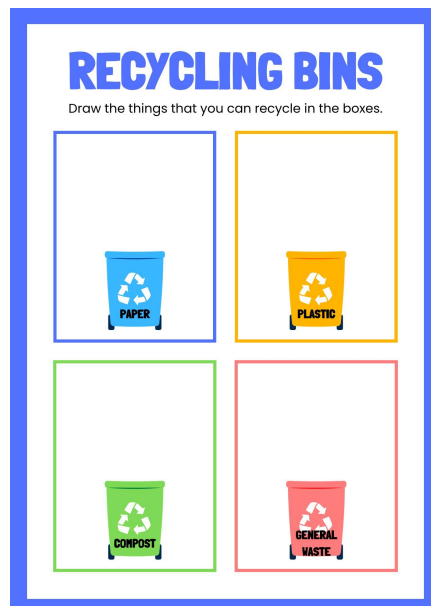 RECYCLING BINS
Draw the things that you can recycle in the boxes.
PAPER
PLASTIC
COMPOST
GENERAL
WASTE